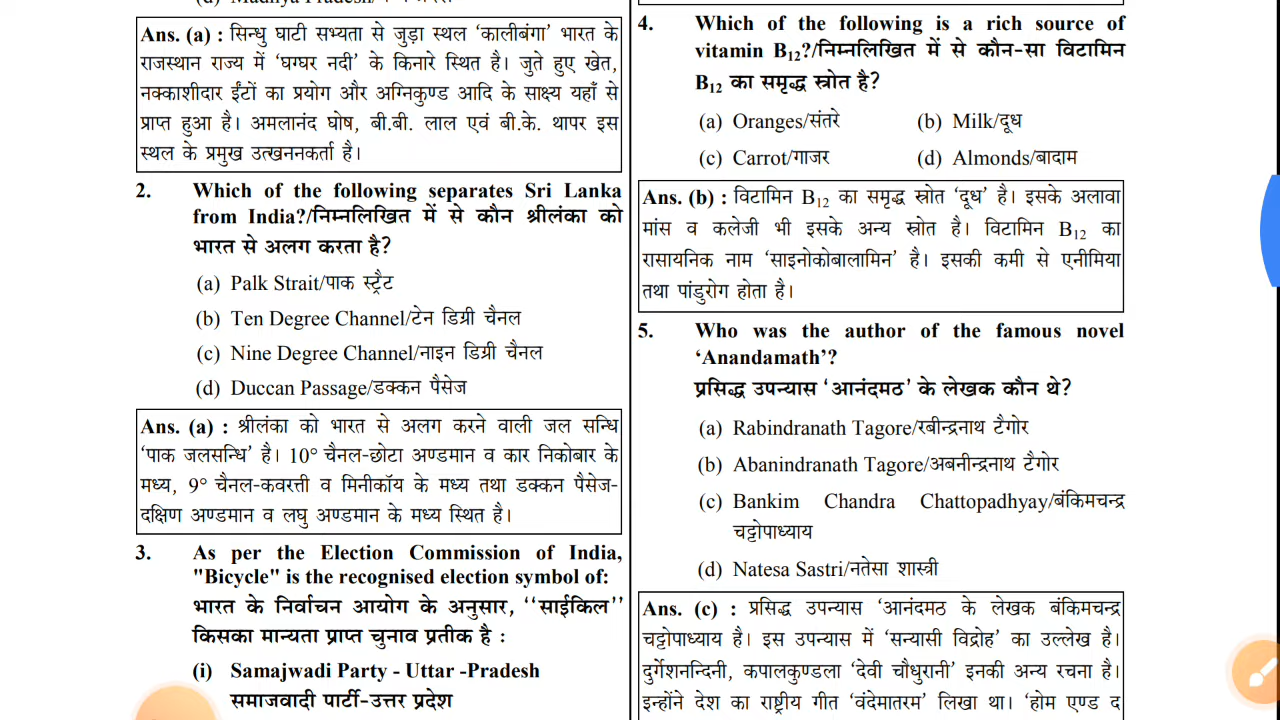 Ans. (a) : सिन्धु घाटी सभ्यता से जुड़ा स्थल ‘कालीबंगा’ भारत के
राजस्थान राज्य में ‘घग्घर नदी’ के किनारे स्थित है। जुते हुए खेत,
नक्काशीदार ईंटों का प्रयोग और अग्निकुण्ड आदि के साक्ष्य यहाँ से
प्राप्त हुआ है। अमलानंद घोष, बी.बी. लाल एवं बी.के. थापर इस
स्थल के प्रमुख उत्खननकर्ता है।
2. Which of the following separates Sri Lanka
from India?/निम्नलिखित में से कौन श्रीलंका को
भारत से अलग करता है?
(a) Palk Strait/पाक स्ट्रैट
(b) Ten Degree Channel/टेन डिग्री चैनल
(c) Nine Degree Channel/नाइन डिग्री चैनल
(d) Duccan Passage/डक्कन पैसेज
Ans. (a) : श्रीलंका को भारत से अलग करने वाली जल सन्धि
‘पाक जलसन्धि’ है। 10° चैनल-छोटा अण्डमान व कार निकोबार के
मध्य, 9° चैनल-कवरत्ती व मिनीकॉय के मध्य तथा डक्कन पैसेज-
दक्षिण अण्डमान व लघु अण्डमान के मध्य स्थित है।
3. As per the Election Commission of India,
"Bicycle" is the recognised election symbol of:
भारत के निर्वाचन आयोग के अनुसार, ‘‘साईकिल’’
किसका मान्यता प्राप्त चुनाव प्रतीक है :
(i) Samajwadi Party - Uttar -Pradesh
समाजवादी पार्टी-उत्तर प्रदेश
4. Which of the following is a rich source of
vitamin B12?/निम्नलिखित में से कौन-सा विटामिन
B12 का समृद्ध स्रोत है?
(a) Oranges/संतरे (b) Milk/दूध
(c) Carrot/गाजर (d) Almonds/बादाम
Ans. (b) : विटामिन B12 का समृद्ध स्रोत ‘दूध’ है। इसके अलावा
मांस व कलेजी भी इसके अन्य स्रोत है। विटामिन B12 का
रासायनिक नाम ‘साइनोकोबालामिन’ है। इसकी कमी से एनीमिया
तथा पांडुरोग होता है।
5. Who was the author of the famous novel
‘Anandamath’?
प्रसिद्ध उपन्यास ‘आनंदमठ’ के लेखक कौन थे?
(a) Rabindranath Tagore/रबीन्द्रनाथ टैगोर
(b) Abanindranath Tagore/अबनीन्द्रनाथ टैगोर
(c) Bankim Chandra Chattopadhyay/बंकिमचन्द्र
चट्टोपाध्याय
(d) Natesa Sastri/नतेसा शास्त्री
Ans. (c) : प्रसिद्ध उपन्यास ‘आनंदमठ के लेखक बंकिमचन्द्र
चट्टोपाध्याय है। इस उपन्यास में ‘सन्यासी विद्रोह’ का उल्लेख है।
दुर्गेशनन्दिनी, कपालकुण्डला ‘देवी चौधुरानी’ इनकी अन्य रचना है।
इन्होंने देश का राष्ट्रीय गीत ‘वंदेमातरम’ लिखा था। ‘होम एण्ड द